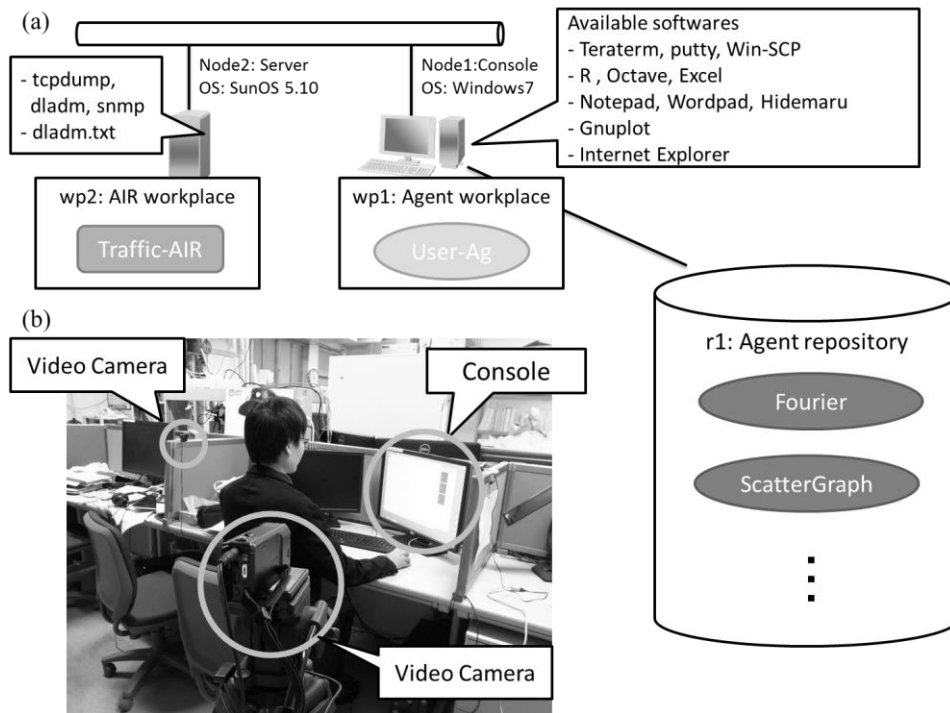 (a)
Node2: Server
OS: SunOS 5.10
Node1:Console
OS: Windows7
Available softwares
- Teraterm, putty, Win-SCP
- R , Octave, Excel
- Notepad, Wordpad, Hidemaru
- Gnuplot
- Internet Explorer
- tcpdump,
dladm, snmp
- dladm.txt
wp2: AIR workplace
Traffic-AIR
wp1: Agent workplace
User-Ag
r1: Agent repository
Fourier
ScatterGraph
(b)
Video Camera
Console
Video Camera